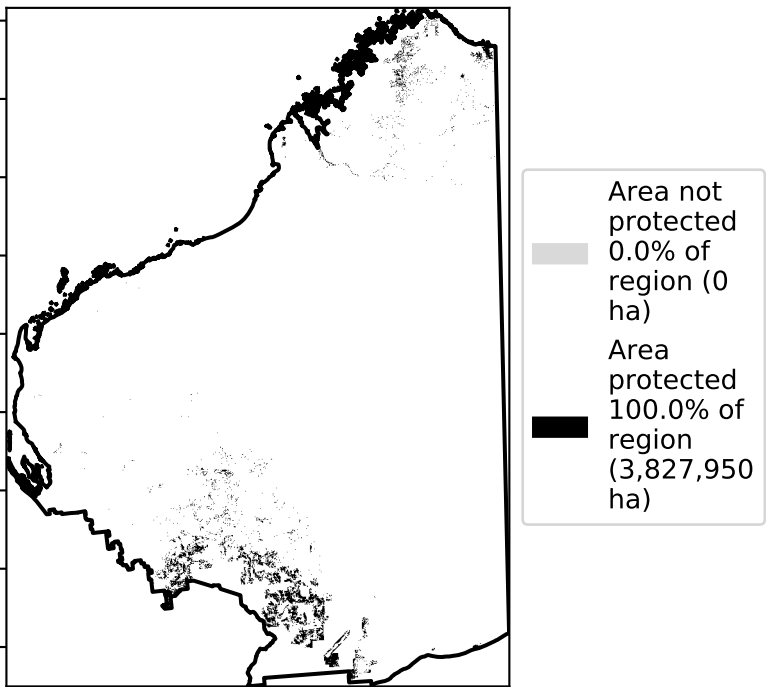 Area not
protected
0.0% of
region (0
ha)
Area
protected
100.0% of
region
(3,827,950
ha)